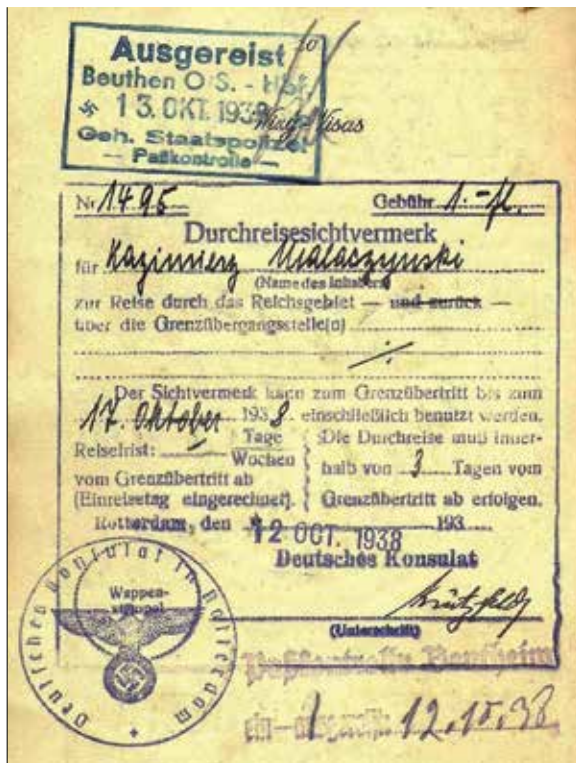 Ausgereist
Beuthen O/S. - Hbf.
13. OKT. 1938
Visas
Geh. Staatspolizei
— Paßkontrolle —
Nr. 1495 Gebühr 1.-fl.
Durchreisesichtvermerk
für Kazimierz Malaczynski
(Name des Inhabers)
zur Reise durch das Reichsgebiet — und zurück —
über die Grenzübergangsstelle(n)
Der Sichtvermerk kann zum Grenzübertritt bis zum
17. Oktober 1938 einschließlich benutzt werden.
Reisefrist: Tage
Wochen
vom Grenzübertritt ab
(Einreisetag eingerechnet).
Die Durchreise muß inner-
halb von 3 Tagen vom
Grenzübertritt ab erfolgen.
Rotterdam, den 12 OCT. 1938 193
Deutsches Konsulat
Wappen-
stempel
(Unterschrift)
Deutsches Konsulat in Rotterdam
Paßkontrolle Bentheim
ein- 12.10.38